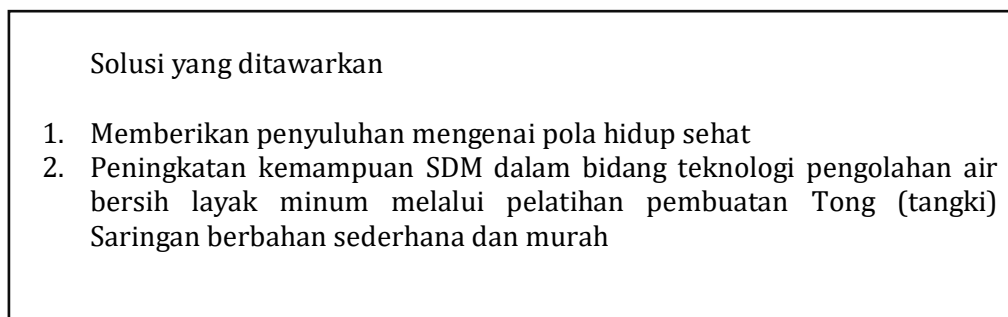 Solusi yang ditawarkan
1. Memberikan penyuluhan mengenai pola hidup sehat
2. Peningkatan kemampuan SDM dalam bidang teknologi pengolahan air
bersih layak minum melalui pelatihan pembuatan Tong (tangki)
Saringan berbahan sederhana dan murah